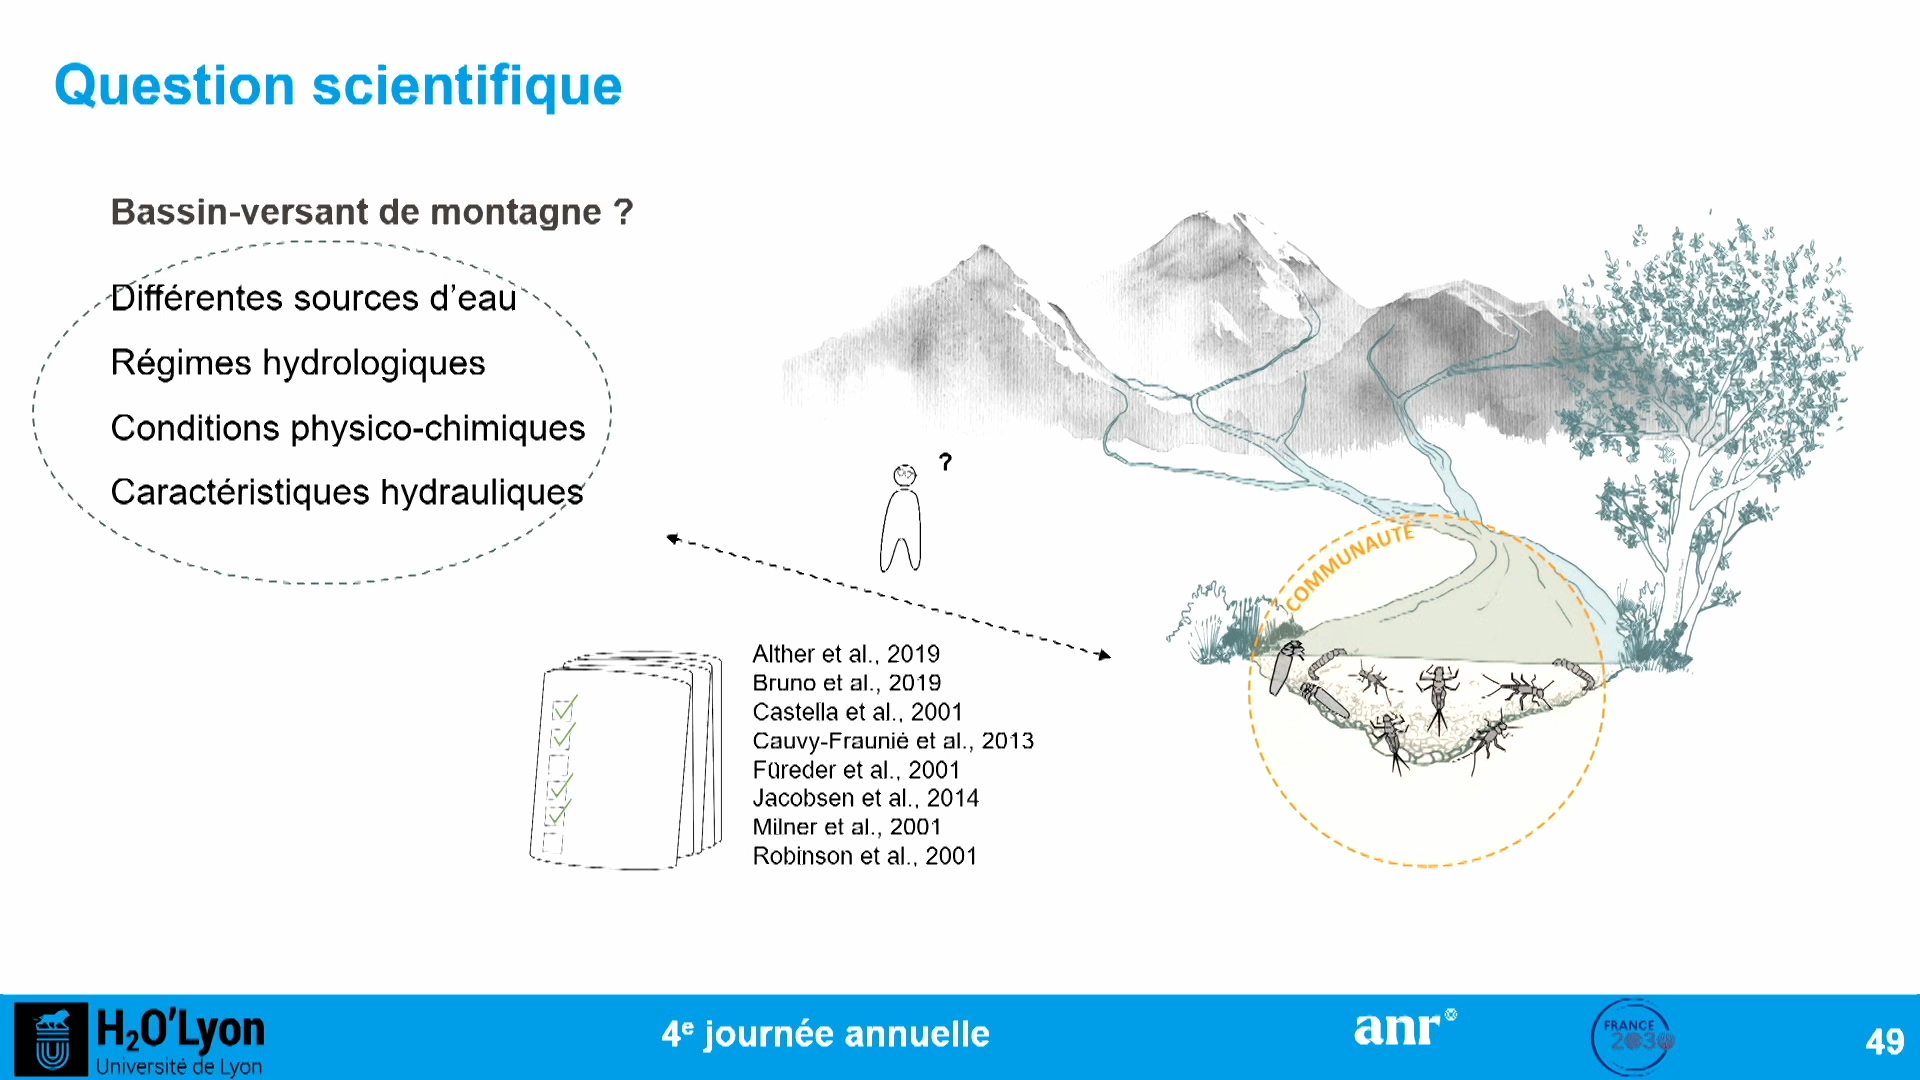 Question scientifique
Bassin-versant de montagne ?
Différentes sources d’eau
Régimes hydrologiques
Conditions physico-chimiques
Caractéristiques hydrauliques
?
COMMUNAUTÉ
Alther et al., 2019
Bruno et al., 2019
Castella et al., 2001
Cauvy-Fraunié et al., 2013
Füreder et al., 2001
Jacobsen et al., 2014
Milner et al., 2001
Robinson et al., 2001
H2O’Lyon
Université de Lyon
4e journée annuelle
anr
FRANCE
2030
49